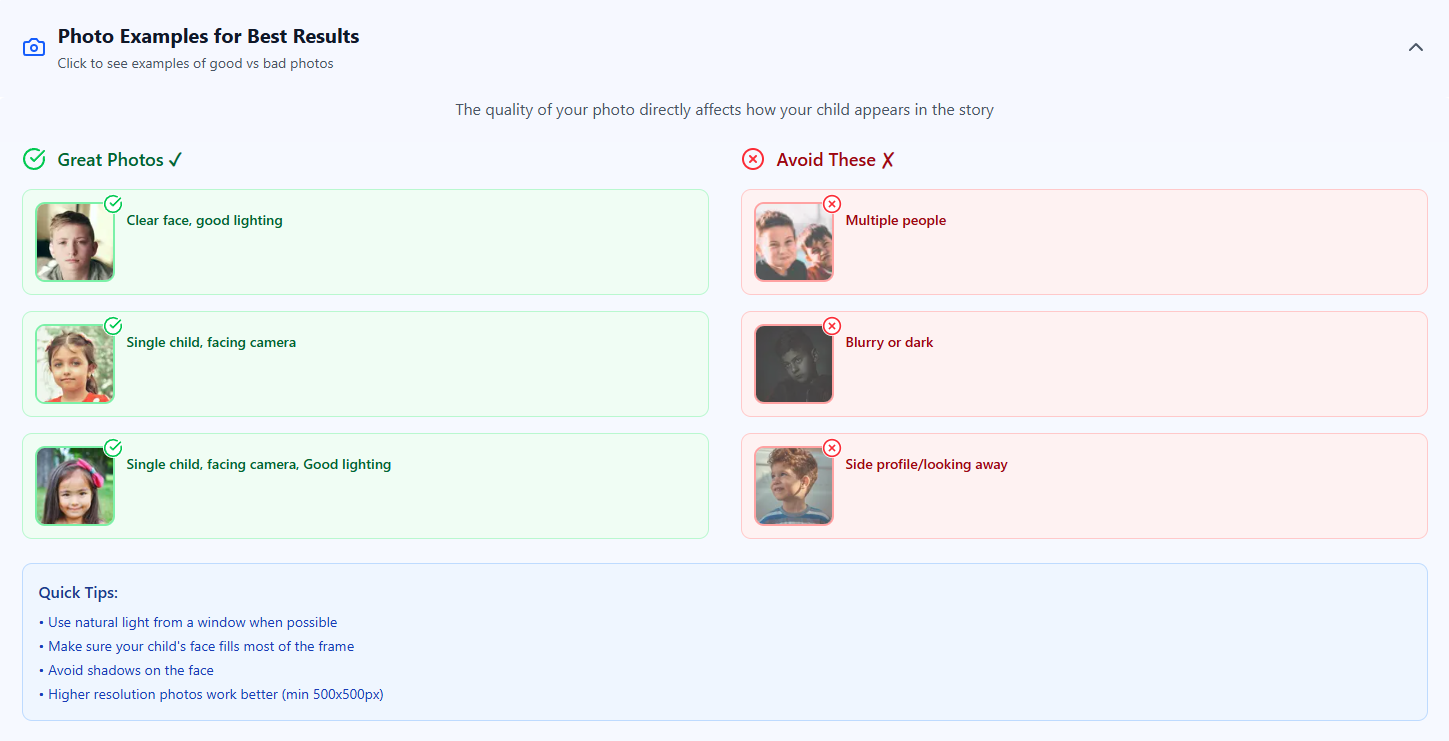 Photo Examples for Best Results
Click to see examples of good vs bad photos
The quality of your photo directly affects how your child appears in the story
Great Photos ✓
Clear face, good lighting
Single child, facing camera
Single child, facing camera, Good lighting
Avoid These ✗
Multiple people
Blurry or dark
Side profile/looking away
Quick Tips:
• Use natural light from a window when possible
• Make sure your child's face fills most of the frame
• Avoid shadows on the face
• Higher resolution photos work better (min 500x500px)